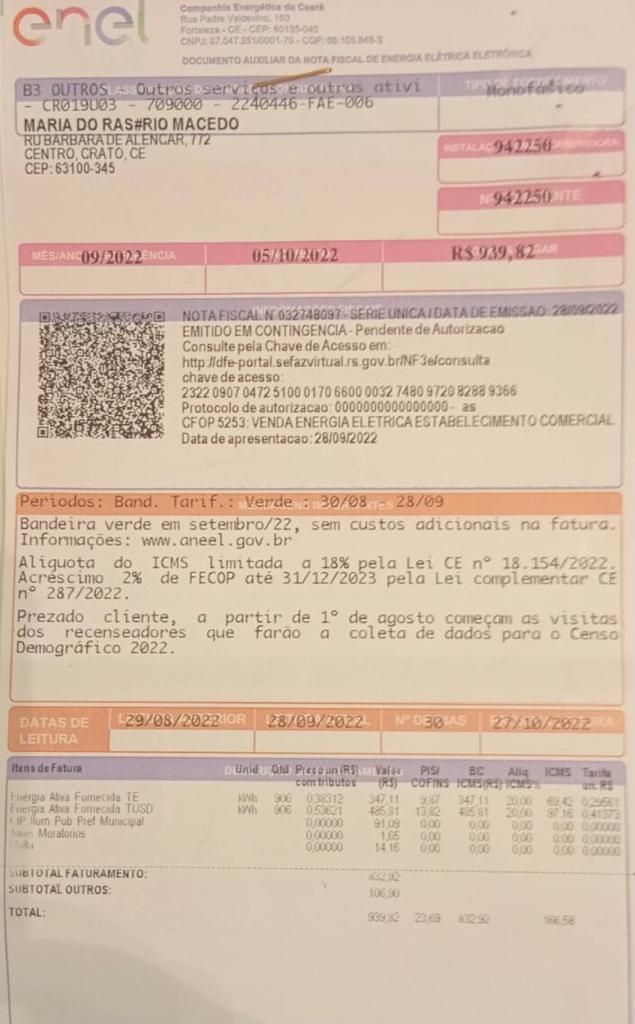 enel
Companhia Energética do Ceará
Rua Padre Valdevino, 150
Fortaleza - CE - CEP: 60135-040
CNPJ: 07.047.251/0001-70 - CGF: 06.105.848-3
DOCUMENTO AUXILIAR DA NOTA FISCAL DE ENERGIA ELÉTRICA ELETRÔNICA
B3 OUTROS Outros serviços e outras ativi
Monofásico
- CR019U03 - 709000 - 2240446-FAE-006
MARIA DO RAS#RIO MACEDO
RU BARBARA DE ALENCAR, 772
CENTRO, CRATO, CE
CEP: 63100-345
942250
942250
09/2022 05/10/2022 R$ 939,82
NOTA FISCAL N 032748097 - SERIE UNICA / DATA DE EMISSAO: 28/09/2022
EMITIDO EM CONTINGENCIA - Pendente de Autorizacao
Consulte pela Chave de Acesso em:
http://dfe-portal.sefazvirtual.rs.gov.br/NF3e/consulta
chave de acesso:
2322 0907 0472 5100 0170 6600 0032 7480 9720 8288 9366
Protocolo de autorizacao: 0000000000000000 - as
CFOP 5253: VENDA ENERGIA ELETRICA ESTABELECIMENTO COMERCIAL
Data de apresentacao: 28/09/2022
Periodos: Band. Tarif.: Verde : 30/08 - 28/09
Bandeira verde em setembro/22, sem custos adicionais na fatura.
Informações: www.aneel.gov.br
Alíquota do ICMS limitada a 18% pela Lei CE nº 18.154/2022.
Acréscimo 2% de FECOP até 31/12/2023 pela Lei complementar CE
nº 287/2022.
Prezado cliente, a partir de 1º de agosto começam as visitas
dos recenseadores que farão a coleta de dados para o Censo
Demográfico 2022.
DATAS DE
LEITURA
29/08/2022 28/09/2022 30 27/10/2022
Itens de Fatura Unid Qtd Preco un (R$) Valor PIS/ BC Aliq ICMS Tarifa
com tributos (R$) COFINS ICMS(R$) ICMS% un. R$
Energia Ativa Fornecida TE kWh 906 0,38312 347,11 9,87 347,11 20,00 69,42 0,29561
Energia Ativa Fornecida TUSD kWh 906 0,53621 485,81 13,82 485,81 20,00 97,16 0,41373
CIP Ilum Pub Pref Municipal 0,00000 91,09 0,00 0,00 0,00 0,00 0,00000
Juros Moratorios 0,00000 1,65 0,00 0,00 0,00 0,00 0,00000
Multa 0,00000 14,16 0,00 0,00 0,00 0,00 0,00000
SUBTOTAL FATURAMENTO: 832,92
SUBTOTAL OUTROS: 106,90
TOTAL: 939,82 23,69 832,92 166,58